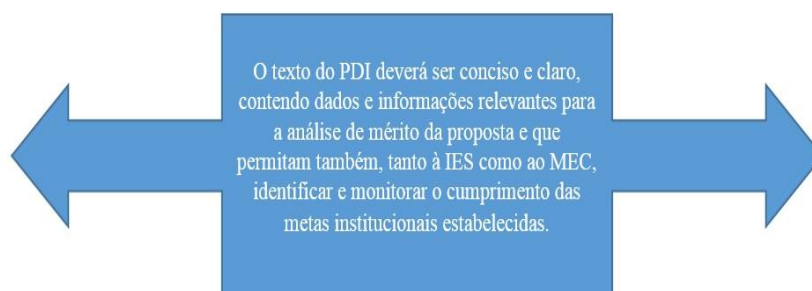 O texto do PDI deverá ser conciso e claro,
contendo dados e informações relevantes para
a análise de mérito da proposta e que
permitam também, tanto à IES como ao MEC,
identificar e monitorar o cumprimento das
metas institucionais estabelecidas.